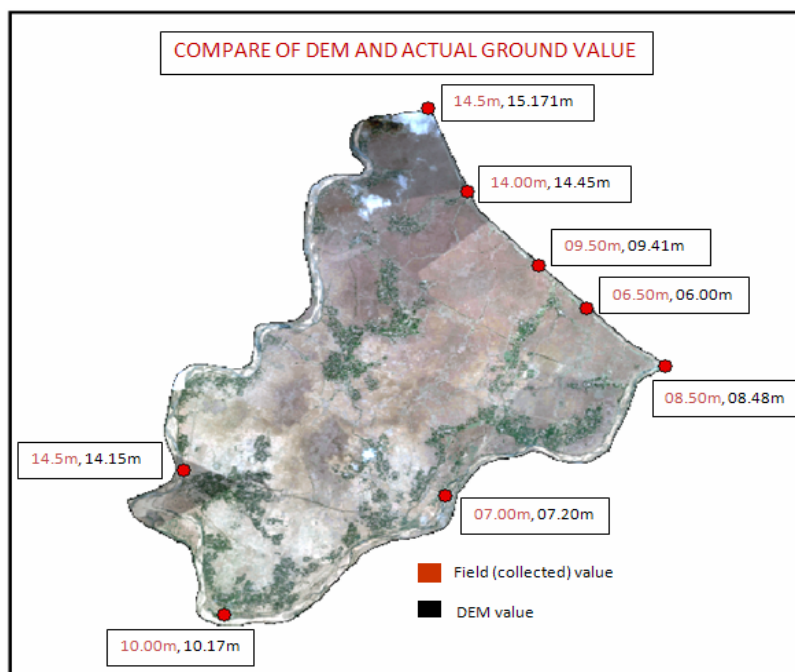 COMPARE OF DEM AND ACTUAL GROUND VALUE
14.5m, 15.171m
14.00m, 14.45m
09.50m, 09.41m
06.50m, 06.00m
08.50m, 08.48m
14.5m, 14.15m
07.00m, 07.20m
Field (collected) value
DEM value
10.00m, 10.17m